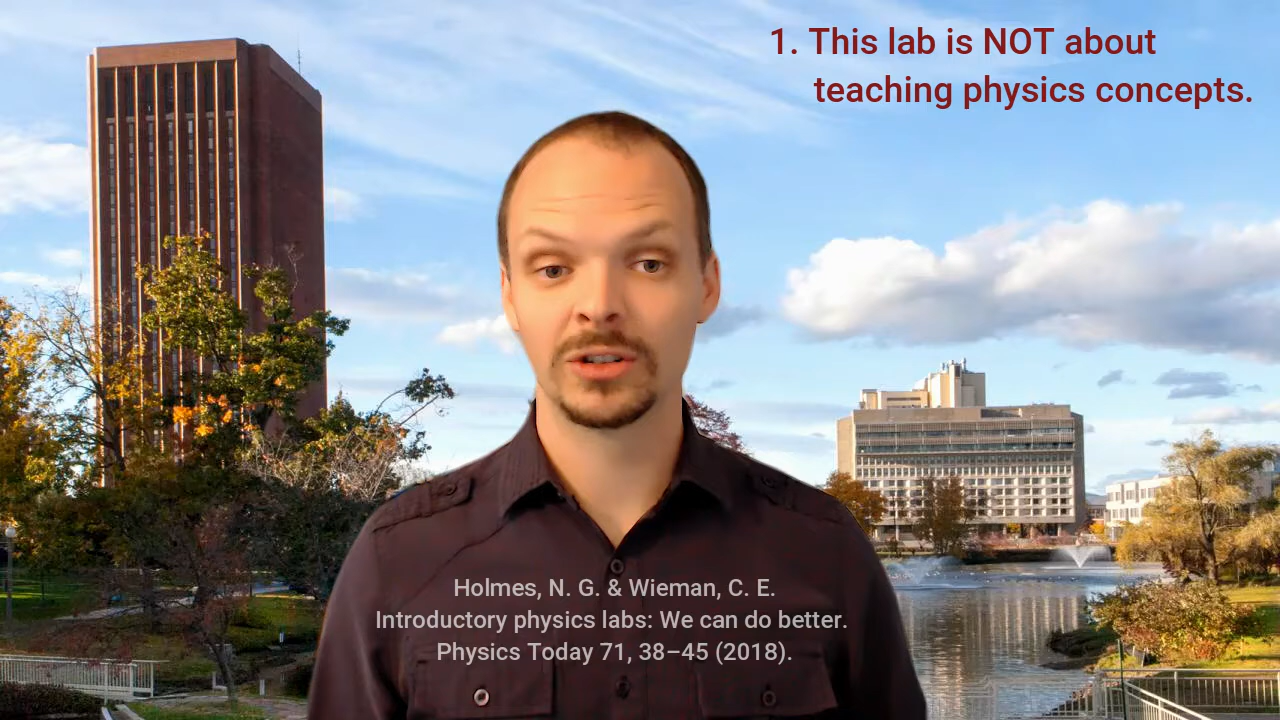 1. This lab is NOT about
teaching physics concepts.
Holmes, N. G. & Wieman, C. E.
Introductory physics labs: We can do better.
Physics Today 71, 38–45 (2018).